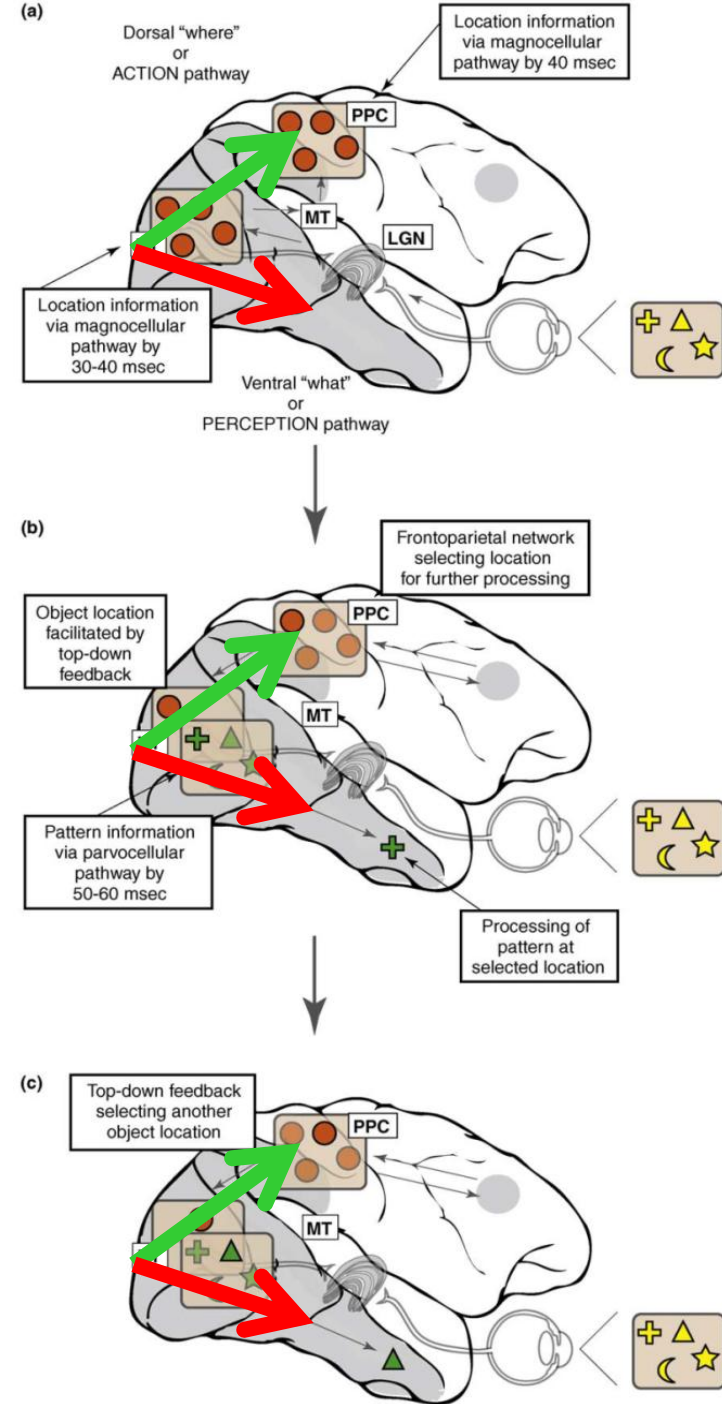 (a)
Dorsal “where”
or
ACTION pathway
Location information
via magnocellular
pathway by 40 msec
PPC
MT
LGN
Location information
via magnocellular
pathway by
30-40 msec
Ventral “what”
or
PERCEPTION pathway
(b)
Frontoparietal network
selecting location
for further processing
Object location
facilitated by
top-down
feedback
PPC
MT
Pattern information
via parvocellular
pathway by
50-60 msec
Processing of
pattern at
selected location
(c)
Top-down feedback
selecting another
object location
PPC
MT